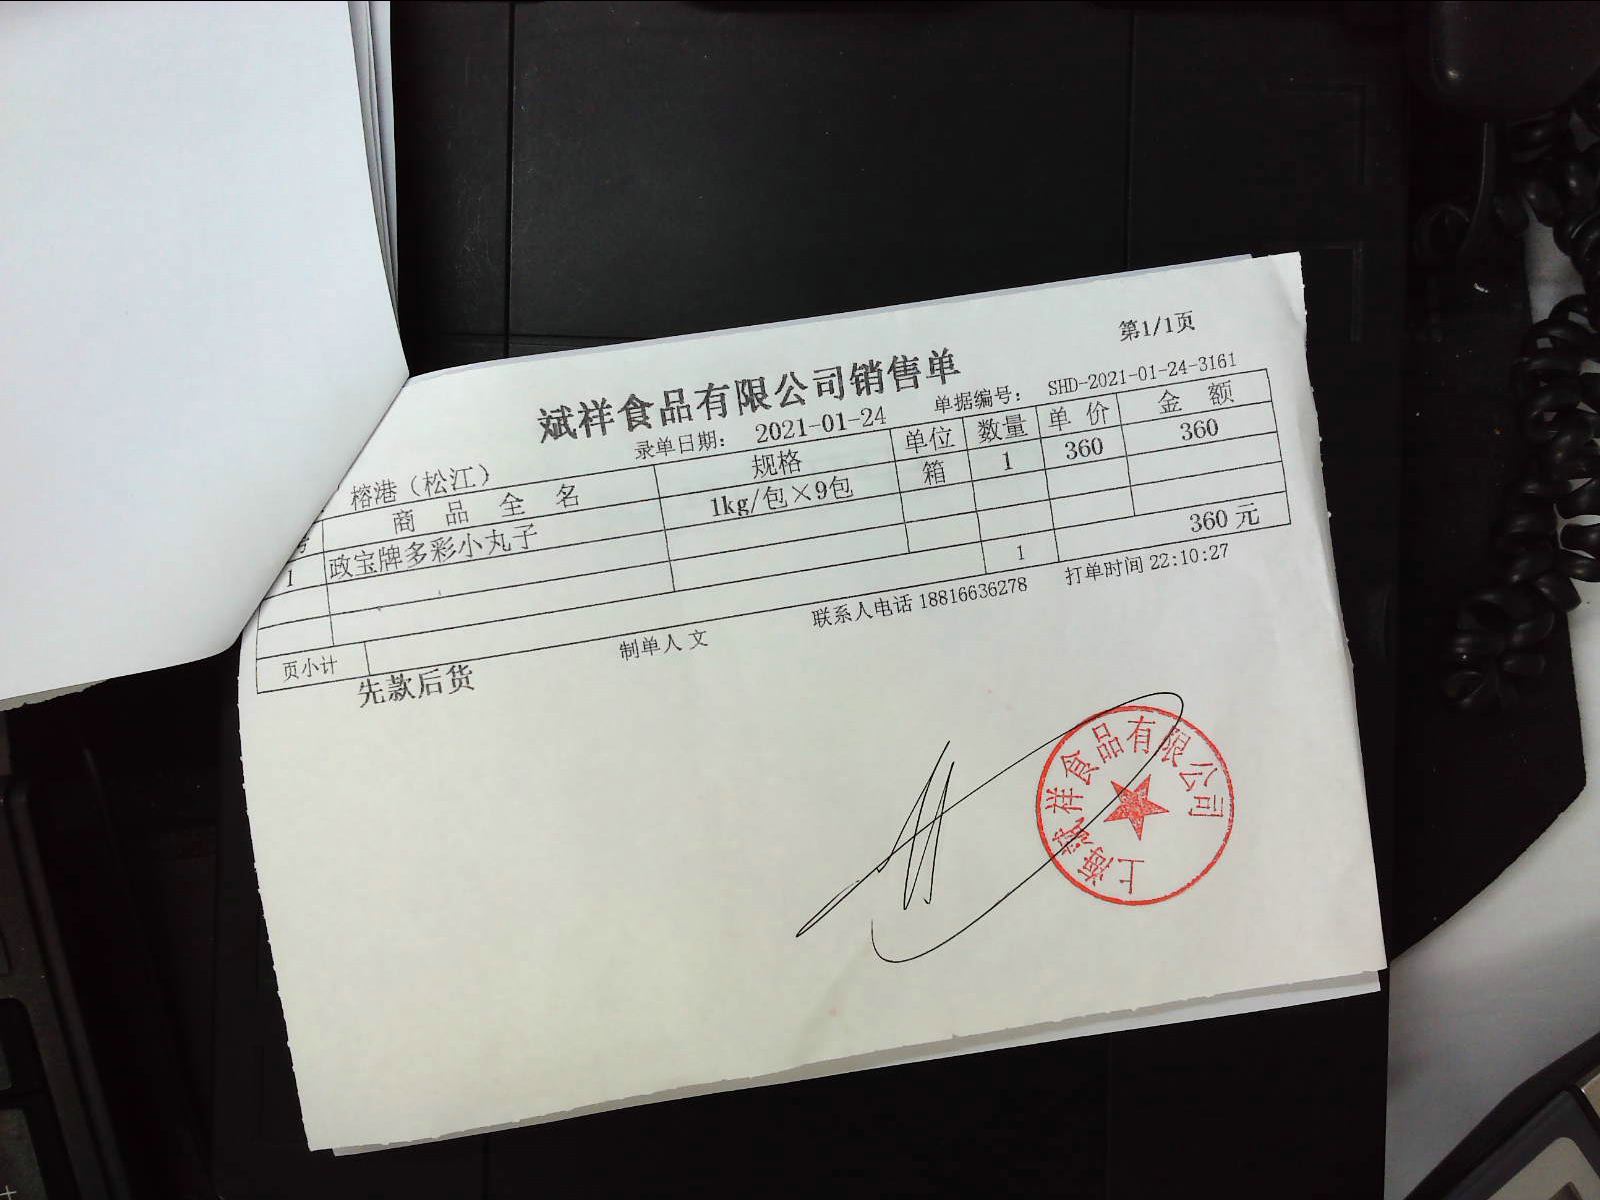 第1/1页
斌祥食品有限公司销售单
榕港（松江） 录单日期： 2021-01-24 单据编号： SHD-2021-01-24-3161
号 商品全名 规格 单位 数量 单价 金额
1 政宝牌多彩小丸子 1kg/包×9包 箱 1 360 360
页小计 1 360 元
先款后货 制单人 文 联系人电话 18816636278 打单时间 22:10:27
上海斌祥食品有限公司